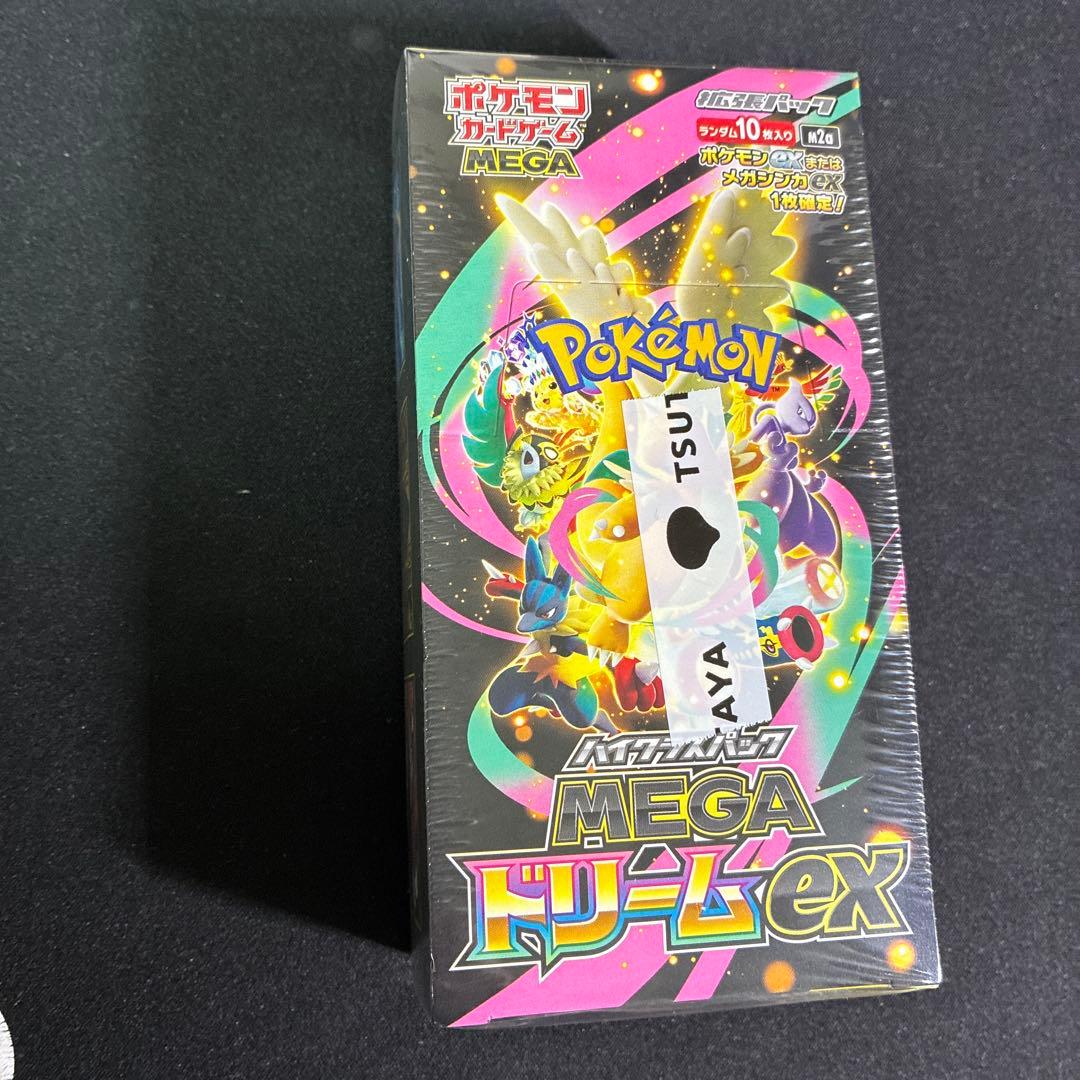 ポケモン
カードゲーム
MEGA
拡張パック
ランダム10枚入り M2a
ポケモンexまたは
メガシンカex
1枚確定!
POKéMON
TM
TSUT
AYA
ハイクラスパック
MEGA
ドリームex